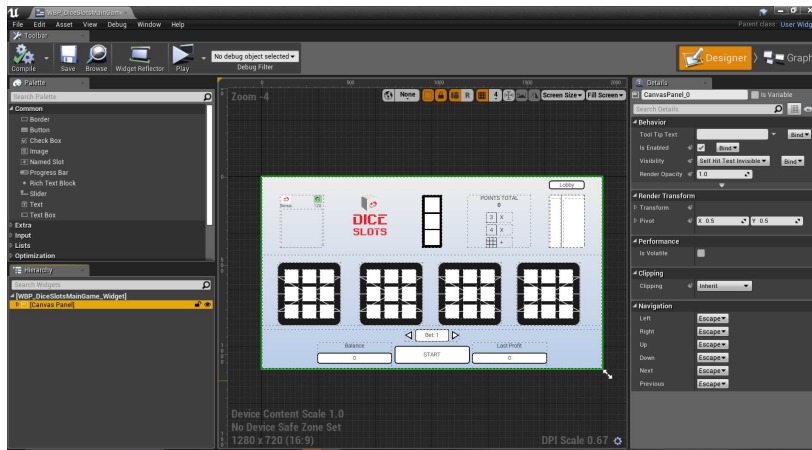 WBP_DiceSlotsMainGame
File Edit Asset View Debug Window Help
Parent class: User Widg
Toolbar
Compile Save Browse Widget Reflector Play
No debug object selected
Debug Filter
Designer Graph
Palette
Search Palette
Common
Border
Button
Check Box
Image
Named Slot
Progress Bar
Rich Text Block
Slider
Text
Text Box
Extra
Input
Lists
Optimization
Hierarchy
Search Widgets
[WBP_DiceSlotsMainGame_Widget]
[Canvas Panel]
0 500 1000 1500 2000
Zoom -4
None R 4 Screen Size Fill Screen
Lobby
DICE
SLOTS
POINTS TOTAL
0
3 X
4 X
+
Bet: 1
Balance
0
START
Last Profit
0
Device Content Scale 1.0
No Device Safe Zone Set
1280 x 720 (16:9)
DPI Scale 0.67
Details
CanvasPanel_0 Is Variable
Search Details
Behavior
Tool Tip Text Bind
Is Enabled Bind
Visibility Self Hit Test Invisible Bind
Render Opacity 1.0
Render Transform
Transform
Pivot X 0.5 Y 0.5
Performance
Is Volatile
Clipping
Clipping Inherit
Navigation
Left Escape
Right Escape
Up Escape
Down Escape
Next Escape
Previous Escape